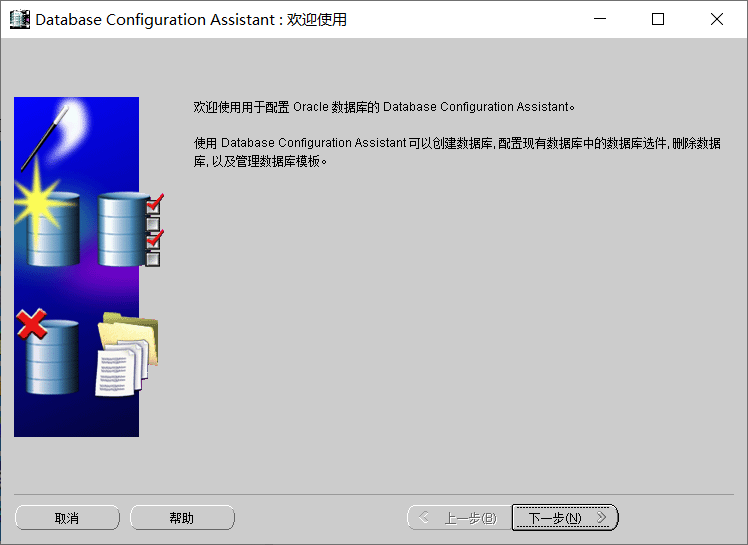 Database Configuration Assistant : 欢迎使用
欢迎使用用于配置 Oracle 数据库的 Database Configuration Assistant。
使用 Database Configuration Assistant 可以创建数据库, 配置现有数据库中的数据库选件, 删除数据
库, 以及管理数据库模板。
取消
帮助
上一步(B)
下一步(N)